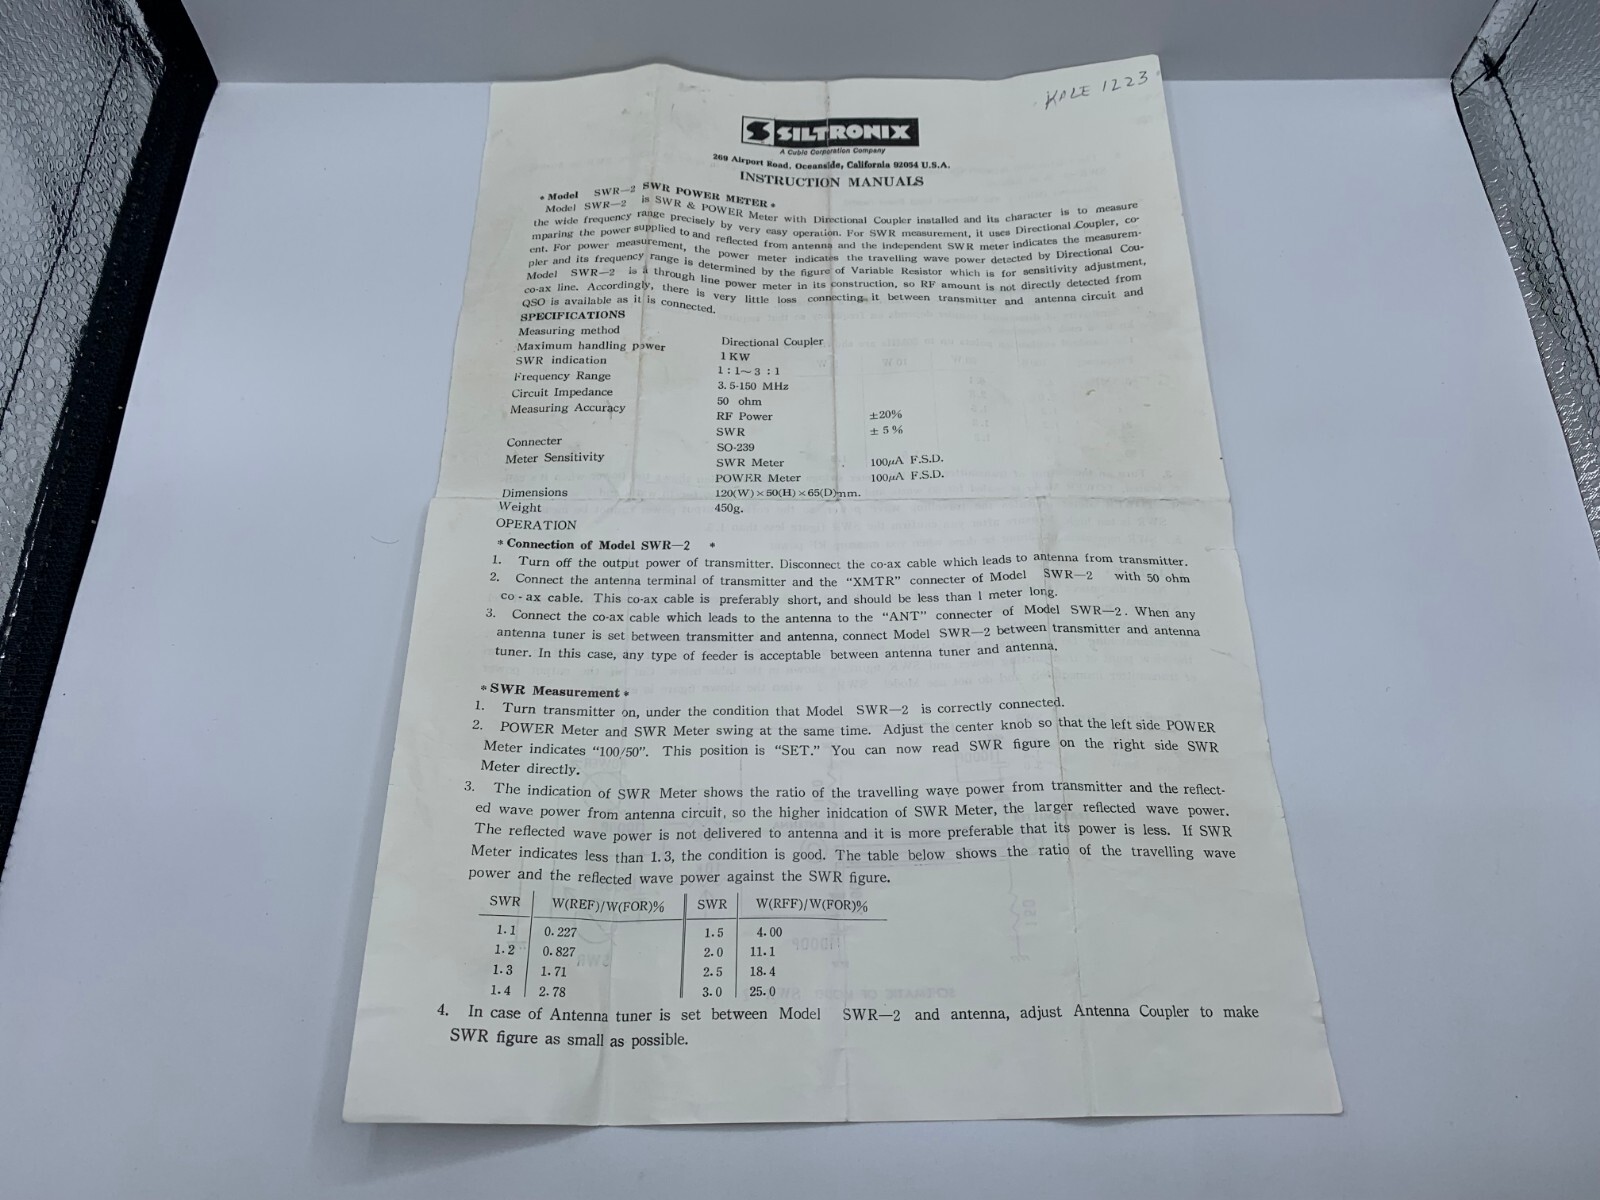 KALE 1223
SILTRONIX
A Cubic Corporation Company
269 Airport Road, Oceanside, California 92054 U.S.A.
INSTRUCTION MANUALS
* Model SWR—2 SWR POWER METER *
Model SWR—2 is SWR & POWER Meter with Directional Coupler installed and its character is to measure
the wide frequency range precisely by very easy operation. For SWR measurement, it uses Directional Coupler, co-
mparing the power supplied to and reflected from antenna and the independent SWR meter indicates the measurem-
ent. For power measurement, the power meter indicates the travelling wave power detected by Directional Cou-
pler and its frequency range is determined by the figure of Variable Resistor which is for sensitivity adjustment,
Model SWR—2 is a through line power meter in its construction, so RF amount is not directly detected from
co-ax line. Accordingly, there is very little loss connecting it between transmitter and antenna circuit and
QSO is available as it is connected.
SPECIFICATIONS
Measuring method Directional Coupler
Maximum handling power 1 KW
SWR indication 1 : 1~ 3 : 1
Frequency Range 3.5-150 MHz
Circuit Impedance 50 ohm
Measuring Accuracy RF Power ±20%
SWR ± 5 %
Connecter SO-239
Meter Sensitivity SWR Meter 100μA F.S.D.
POWER Meter 100μA F.S.D.
Dimensions 120(W) × 50(H) × 65(D)mm.
Weight 450g.
OPERATION
* Connection of Model SWR—2 *
1. Turn off the output power of transmitter. Disconnect the co-ax cable which leads to antenna from transmitter.
2. Connect the antenna terminal of transmitter and the “XMTR” connecter of Model SWR—2 with 50 ohm
co - ax cable. This co-ax cable is preferably short, and should be less than 1 meter long.
3. Connect the co-ax cable which leads to the antenna to the “ANT” connecter of Model SWR—2. When any
antenna tuner is set between transmitter and antenna, connect Model SWR—2 between transmitter and antenna
tuner. In this case, any type of feeder is acceptable between antenna tuner and antenna.
* SWR Measurement *
1. Turn transmitter on, under the condition that Model SWR—2 is correctly connected.
2. POWER Meter and SWR Meter swing at the same time. Adjust the center knob so that the left side POWER
Meter indicates “100/50”. This position is “SET.” You can now read SWR figure on the right side SWR
Meter directly.
3. The indication of SWR Meter shows the ratio of the travelling wave power from transmitter and the reflect-
ed wave power from antenna circuit, so the higher inidcation of SWR Meter, the larger reflected wave power.
The reflected wave power is not delivered to antenna and it is more preferable that its power is less. If SWR
Meter indicates less than 1.3, the condition is good. The table below shows the ratio of the travelling wave
power and the reflected wave power against the SWR figure.
SWR W(REF)/W(FOR)% SWR W(RFF)/W(FOR)%
1.1 0.227 1.5 4.00
1.2 0.827 2.0 11.1
1.3 1.71 2.5 18.4
1.4 2.78 3.0 25.0
4. In case of Antenna tuner is set between Model SWR—2 and antenna, adjust Antenna Coupler to make
SWR figure as small as possible.